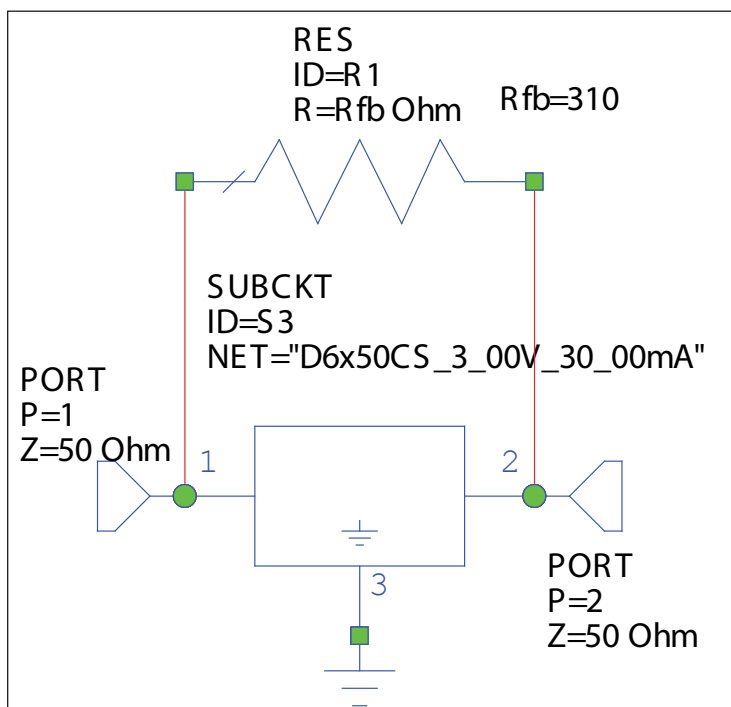 RES
ID=R1
R=Rfb Ohm
Rfb=310
SUBCKT
ID=S3
NET="D6x50CS_3_00V_30_00mA"
PORT
P=1
Z=50 Ohm
1
2
3
PORT
P=2
Z=50 Ohm